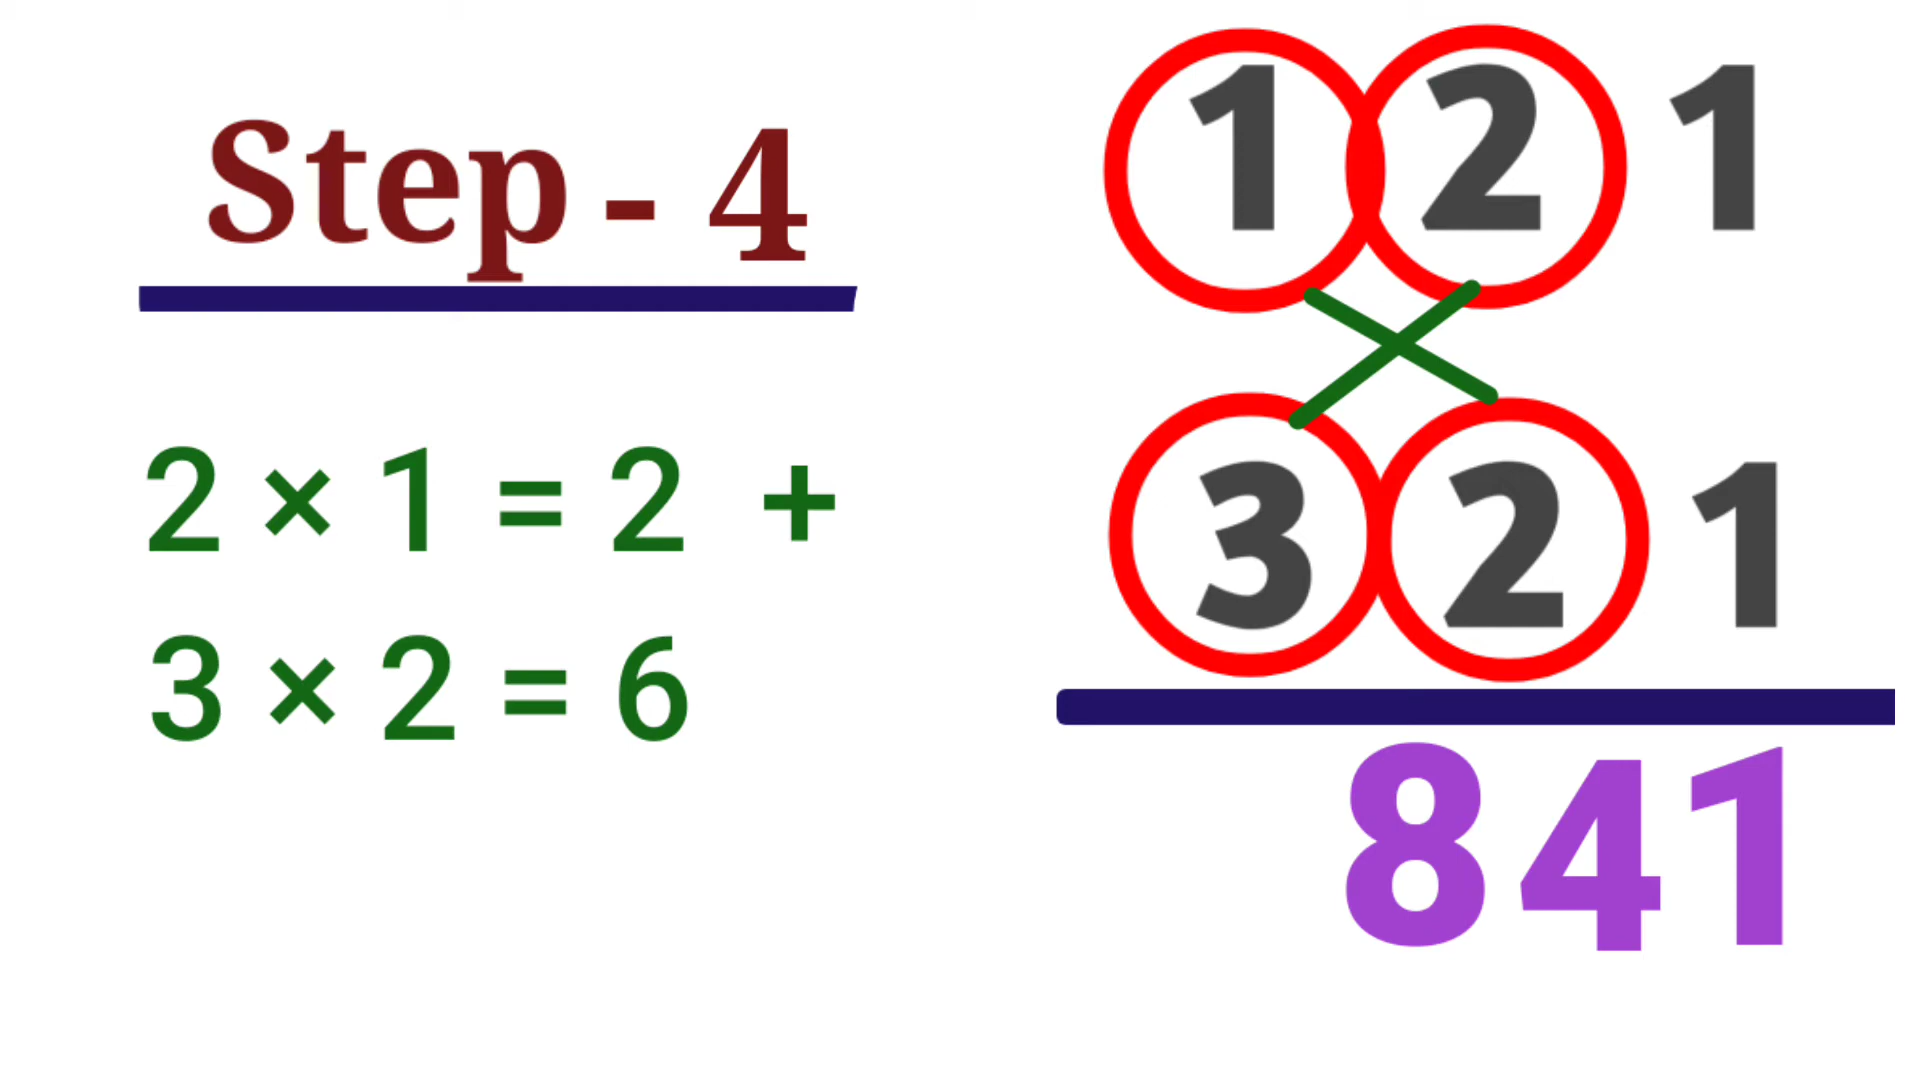 Step - 4
2 × 1 = 2 +
3 × 2 = 6
1 2 1
3 2 1
841